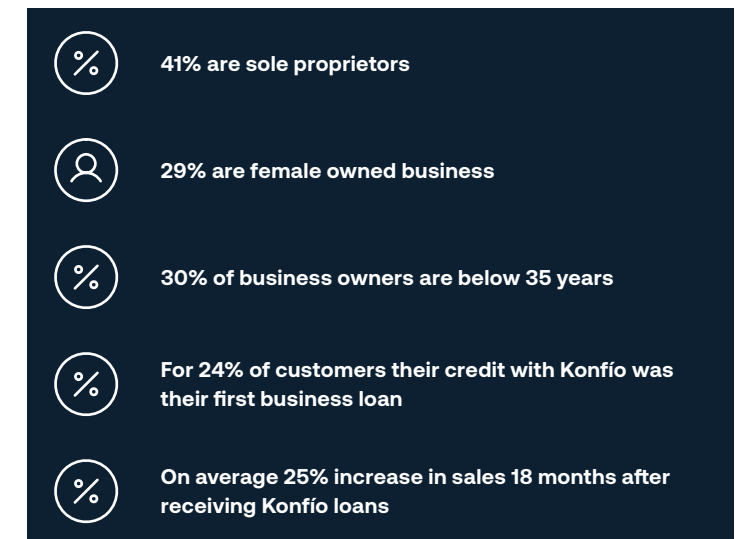 41% are sole proprietors
29% are female owned business
30% of business owners are below 35 years
For 24% of customers their credit with Konfío was
their first business loan
On average 25% increase in sales 18 months after
receiving Konfío loans